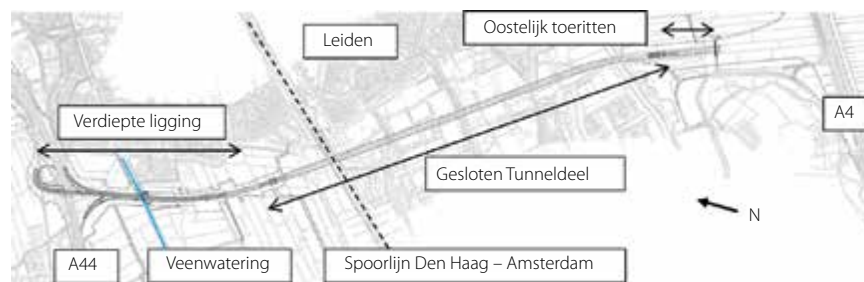 Oostelijk toeritten
Leiden
Verdiepte ligging
A4
Gesloten Tunneldeel
N
A44
Veenwatering
Spoorlijn Den Haag – Amsterdam